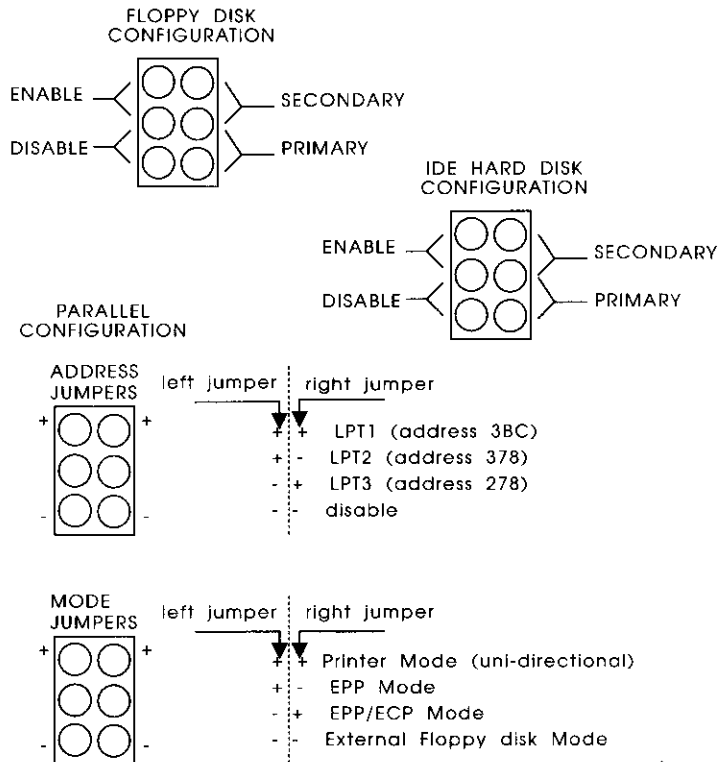 FLOPPY DISK
CONFIGURATION
ENABLE
SECONDARY
DISABLE
PRIMARY
IDE HARD DISK
CONFIGURATION
ENABLE
SECONDARY
DISABLE
PRIMARY
PARALLEL
CONFIGURATION
ADDRESS
JUMPERS
left jumper right jumper
+ +
+ + LPT1 (address 3BC)
+ - LPT2 (address 378)
- + LPT3 (address 278)
- -
- - disable
MODE
JUMPERS
left jumper right jumper
+ +
+ + Printer Mode (uni-directional)
+ - EPP Mode
- + EPP/ECP Mode
- -
- - External Floppy disk Mode